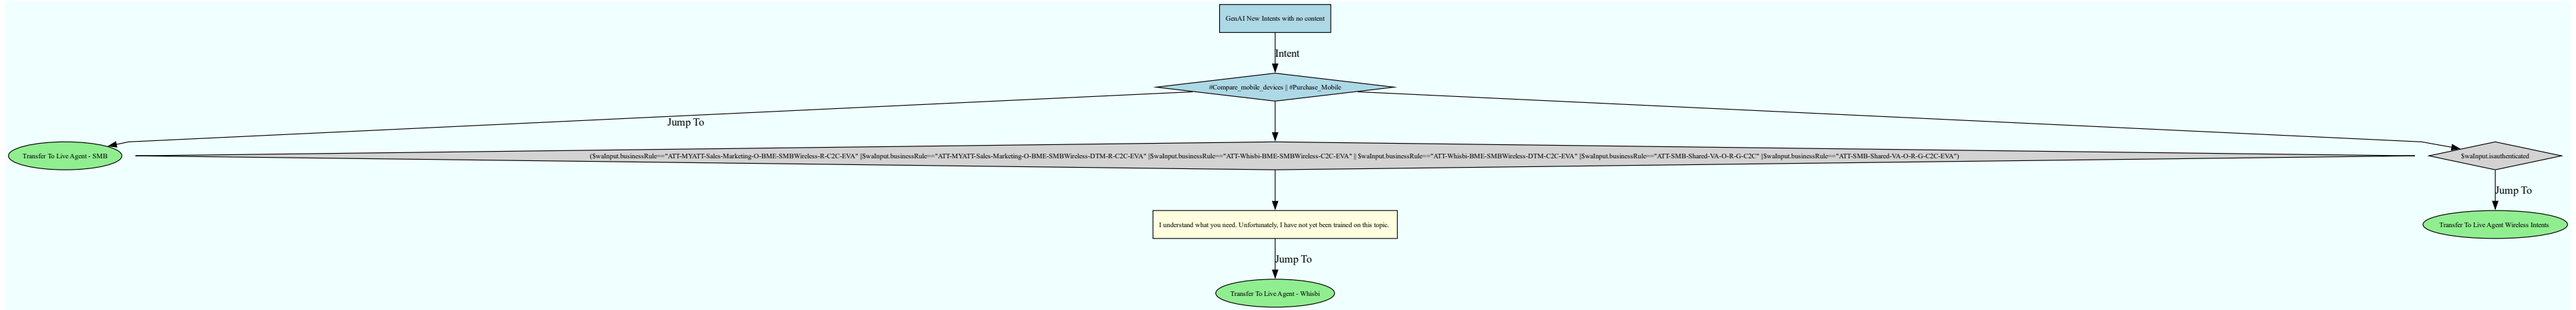 GenAI New Intents with no content
Intent
#Compare_mobile_devices || #Purchase_Mobile
Jump To
Transfer To Live Agent - SMB
($waInput.businessRule=="ATT-MYATT-Sales-Marketing-O-BME-SMBWireless-R-C2C-EVA" |$waInput.businessRule=="ATT-MYATT-Sales-Marketing-O-BME-SMBWireless-DTM-R-C2C-EVA" |$waInput.businessRule=="ATT-Whisbi-BME-SMBWireless-C2C-EVA" || $waInput.businessRule=="ATT-Whisbi-BME-SMBWireless-DTM-C2C-EVA" |$waInput.businessRule=="ATT-SMB-Shared-VA-O-R-G-C2C" |$waInput.businessRule=="ATT-SMB-Shared-VA-O-R-G-C2C-EVA")
$waInput.isauthenticated
Jump To
I understand what you need. Unfortunately, I have not yet been trained on this topic.
Transfer To Live Agent Wireless Intents
Jump To
Transfer To Live Agent - Whisbi